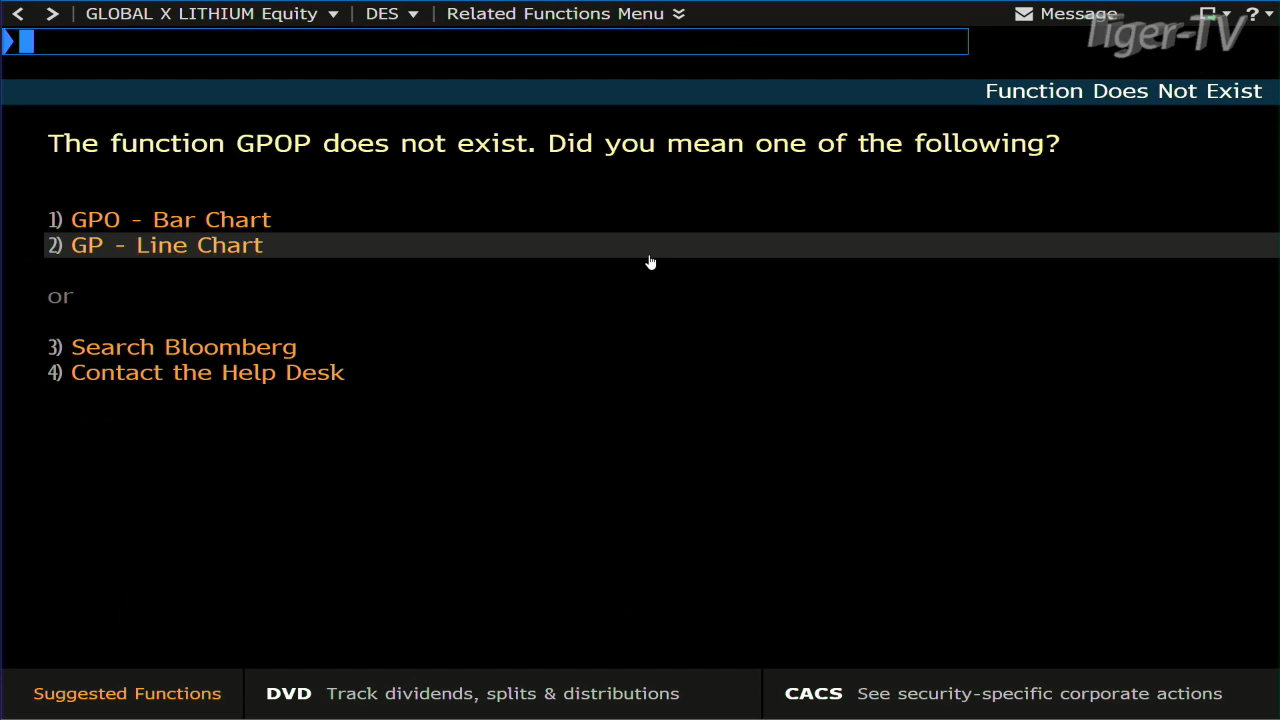 < > GLOBAL X LITHIUM Equity DES Related Functions Menu Message ?
Tiger-TV
Function Does Not Exist
The function GPOP does not exist. Did you mean one of the following?
1) GPO - Bar Chart
2) GP - Line Chart
or
3) Search Bloomberg
4) Contact the Help Desk
Suggested Functions DVD Track dividends, splits & distributions CACS See security-specific corporate actions